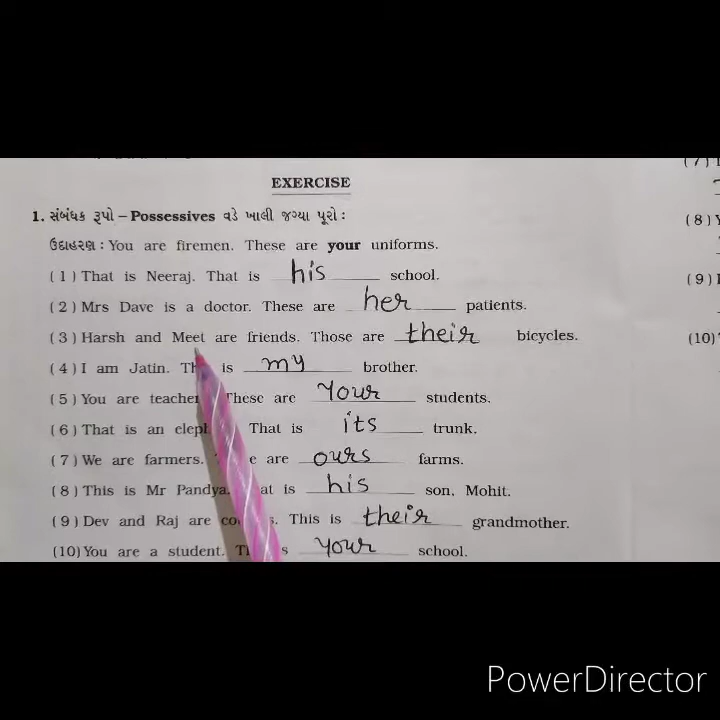 EXERCISE
1. સંબંધક રૂપો – Possessives વડે ખાલી જગ્યા પૂરો :
ઉદાહરણ : You are firemen. These are your uniforms.
( 1 ) That is Neeraj. That is his school.
( 2 ) Mrs Dave is a doctor. These are her patients.
( 3 ) Harsh and Meet are friends. Those are their bicycles.
( 4 ) I am Jatin. is my brother.
( 5 ) You are These are your students.
( 6 ) That is an That is its trunk.
( 7 ) We are farmers. are ours farms.
( 8 ) This is Mr Pandya. is his son, Mohit.
( 9 ) Dev and Raj are This is their grandmother.
(10) You are a student. your school.
(8)
(9)
(10)
PowerDirector